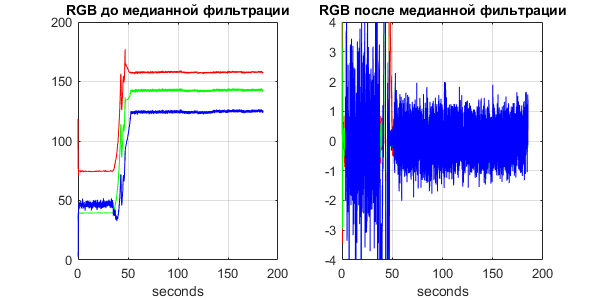 RGB до медианной фильтрации
200
150
100
50
0
0 50 100 150 200
seconds
RGB после медианной фильтрации
4
3
2
1
0
-1
-2
-3
-4
0 50 100 150 200
seconds